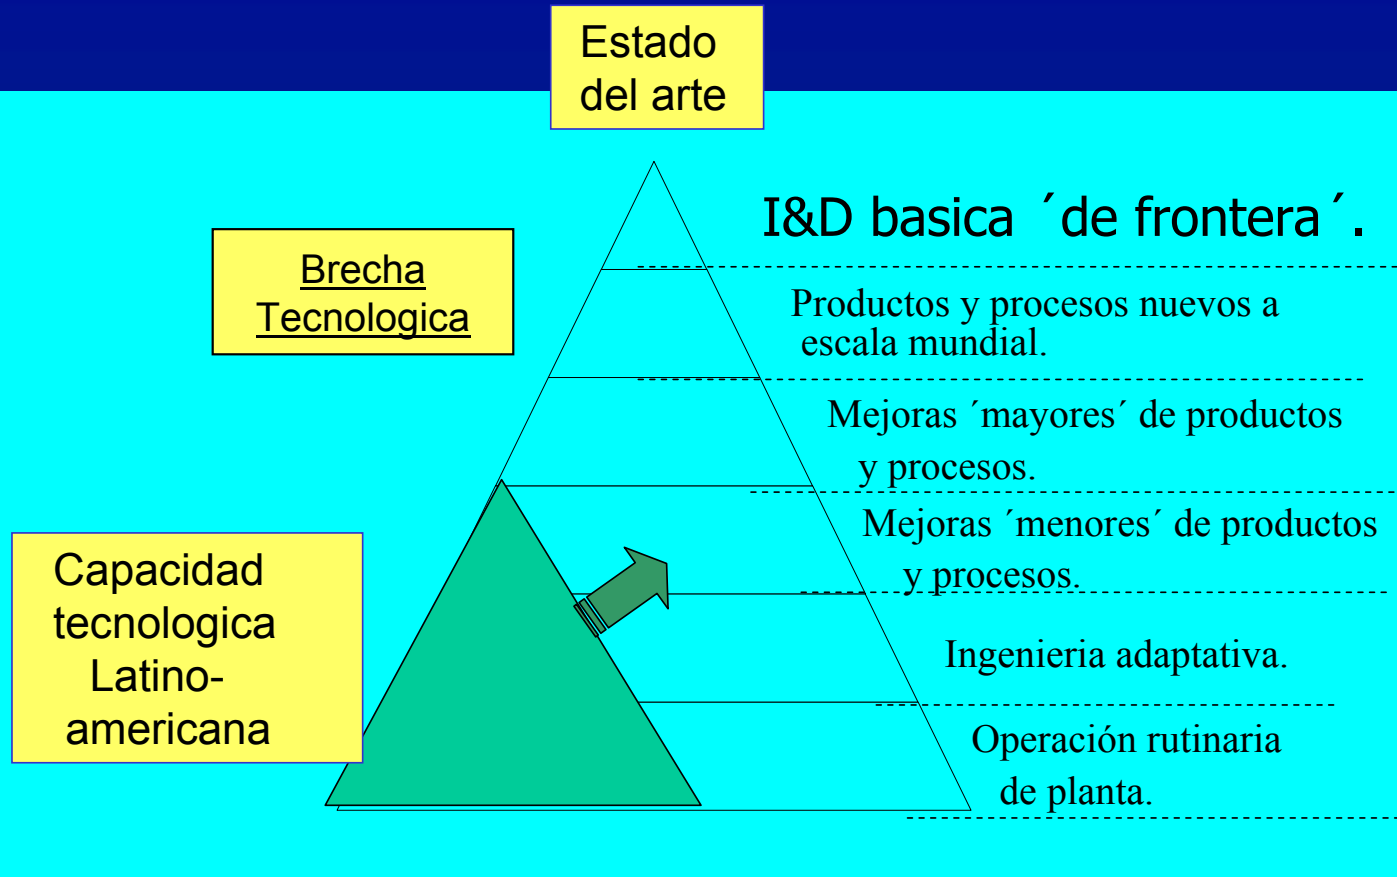 Estado
del arte
I&D basica ´de frontera´.
Brecha
Tecnologica
Productos y procesos nuevos a
escala mundial.
Mejoras ´mayores´ de productos
y procesos.
Mejoras ´menores´ de productos
y procesos.
Capacidad
tecnologica
Latino-
americana
Ingenieria adaptativa.
Operación rutinaria
de planta.